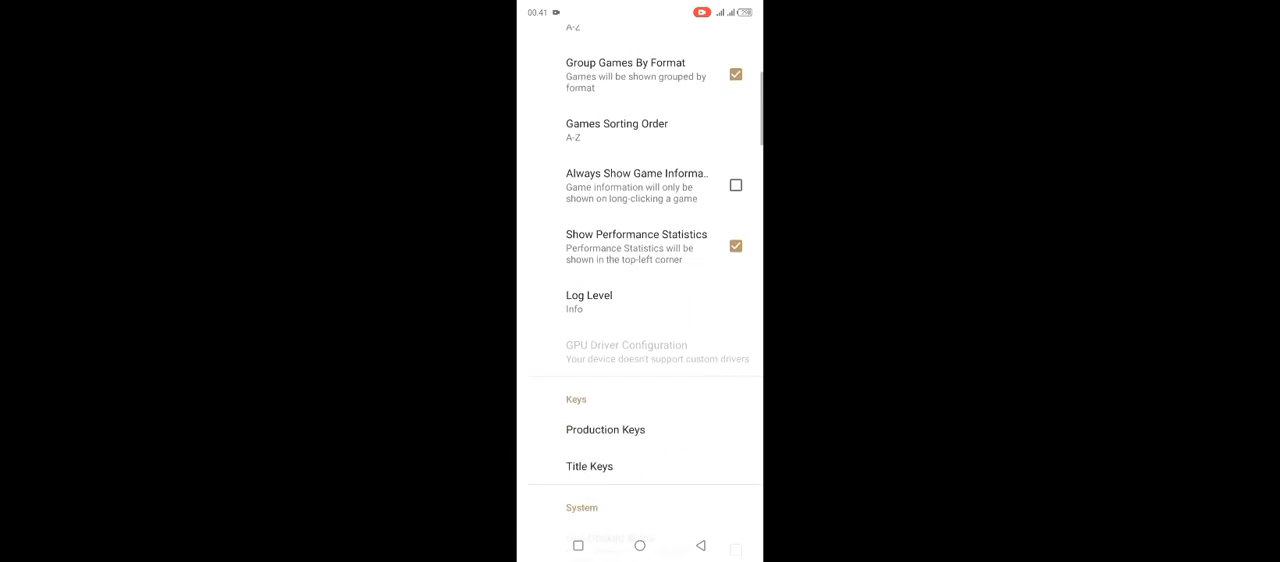 00.41
A-Z
Group Games By Format
Games will be shown grouped by
format
Games Sorting Order
A-Z
Always Show Game Informa..
Game information will only be
shown on long-clicking a game
Show Performance Statistics
Performance Statistics will be
shown in the top-left corner
Log Level
Info
GPU Driver Configuration
Your device doesn't support custom drivers
Keys
Production Keys
Title Keys
System